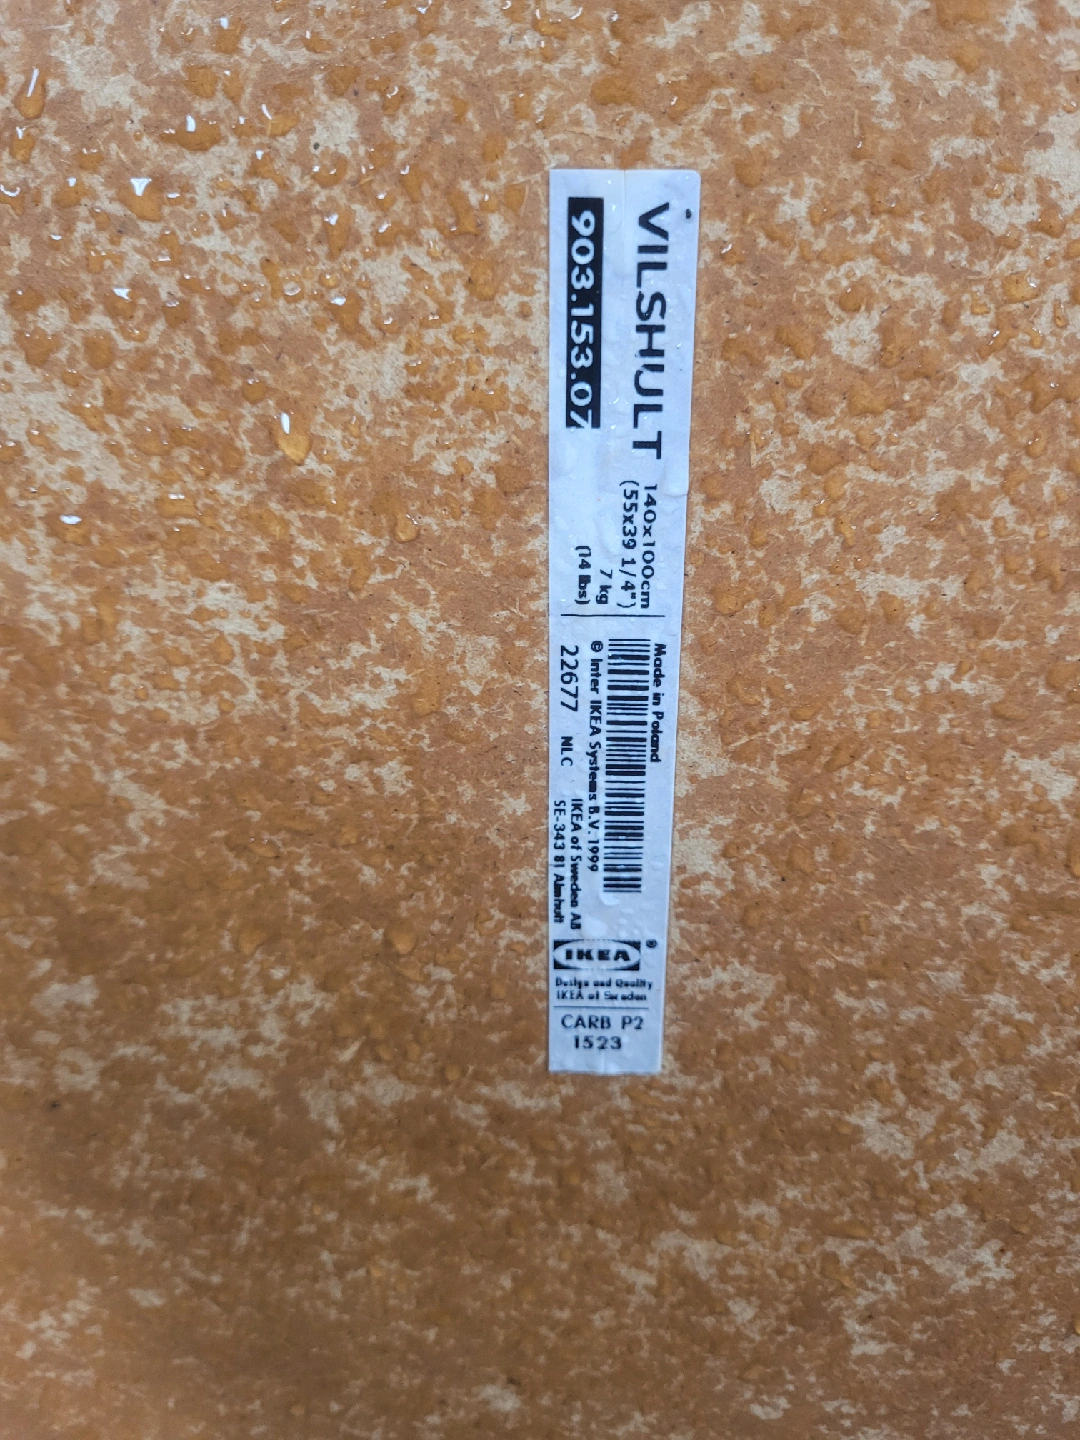 VILSHULT
903.153.07
140x100cm
(55x39 1/4")
7 kg
(14 lbs)
Made in Poland
© Inter IKEA Systems B.V. 1999
22677 NLC
IKEA of Sweden AB
SE-343 81 Älmhult
IKEA®
Design and Quality
IKEA of Sweden
CARB P2
1523